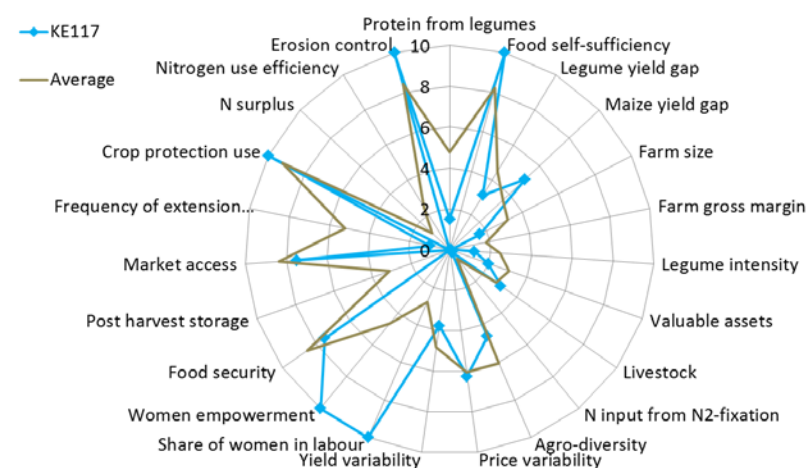 KE117
Average
Protein from legumes
Food self-sufficiency
Legume yield gap
Maize yield gap
Farm size
Farm gross margin
Legume intensity
Valuable assets
Livestock
N input from N2-fixation
Agro-diversity
Price variability
Yield variability
Share of women in labour
Women empowerment
Food security
Post harvest storage
Market access
Frequency of extension...
Crop protection use
N surplus
Nitrogen use efficiency
Erosion control
10
8
6
4
2
0